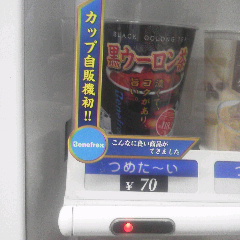 カップ自販機初!!
BLACK OOLONG TEA
黒ウーロン茶
Benefree
こんなに良い商品が
できました
つめた〜い
¥70